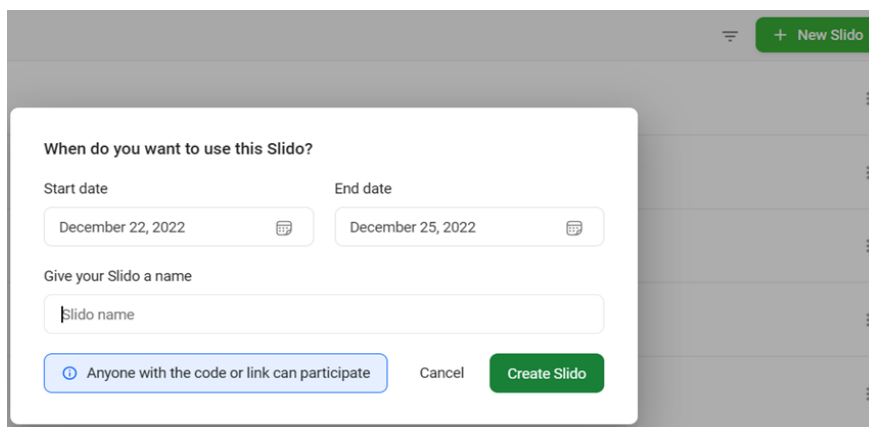 + New Slido
When do you want to use this Slido?
Start date
End date
December 22, 2022
December 25, 2022
Give your Slido a name
Slido name
Anyone with the code or link can participate
Cancel
Create Slido